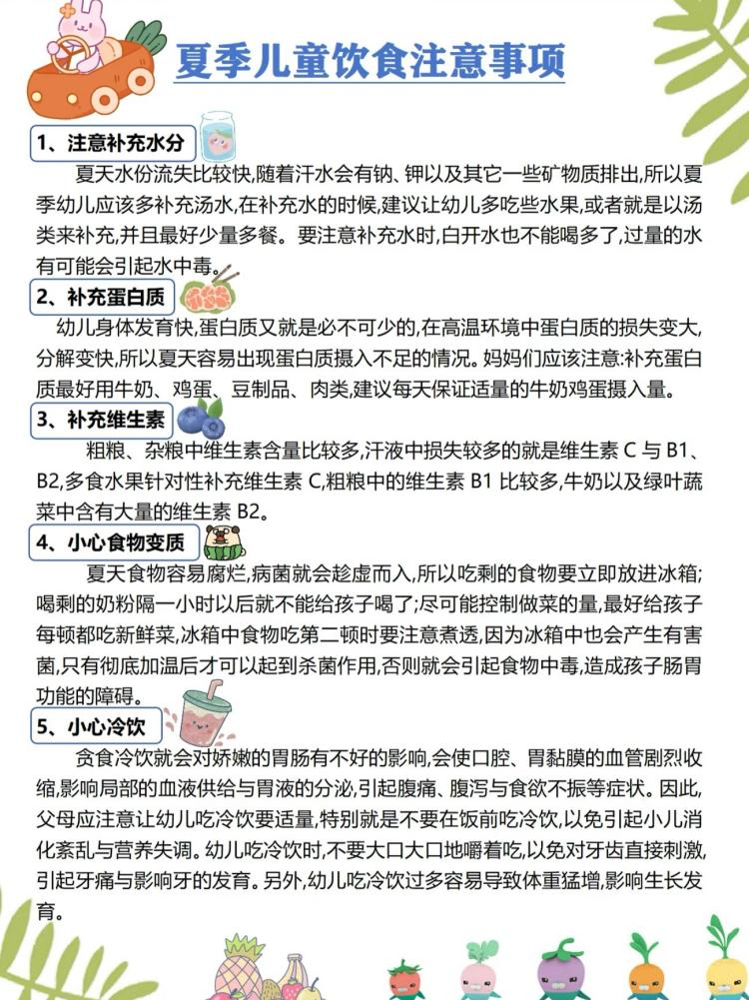 夏季儿童饮食注意事项
1、注意补充水分
夏天水份流失比较快,随着汗水会有钠、钾以及其它一些矿物质排出,所以夏
季幼儿应该多补充汤水,在补充水的时候,建议让幼儿多吃些水果,或者就是以汤
类来补充,并且最好少量多餐。要注意补充水时,白开水也不能喝多了,过量的水
有可能会引起水中毒。
2、补充蛋白质
幼儿身体发育快,蛋白质又就是必不可少的,在高温环境中蛋白质的损失变大,
分解变快,所以夏天容易出现蛋白质摄入不足的情况。妈妈们应该注意:补充蛋白
质最好用牛奶、鸡蛋、豆制品、肉类,建议每天保证适量的牛奶鸡蛋摄入量。
3、补充维生素
粗粮、杂粮中维生素含量比较多,汗液中损失较多的就是维生素 C 与 B1、
B2,多食水果针对性补充维生素 C,粗粮中的维生素 B1 比较多,牛奶以及绿叶蔬
菜中含有大量的维生素 B2。
4、小心食物变质
夏天食物容易腐烂,病菌就会趁虚而入,所以吃剩的食物要立即放进冰箱;
喝剩的奶粉隔一小时以后就不能给孩子喝了;尽可能控制做菜的量,最好给孩子
每顿都吃新鲜菜,冰箱中食物吃第二顿时要注意煮透,因为冰箱中也会产生有害
菌,只有彻底加温后才可以起到杀菌作用,否则就会引起食物中毒,造成孩子肠胃
功能的障碍。
5、小心冷饮
贪食冷饮就会对娇嫩的胃肠有不好的影响,会使口腔、胃黏膜的血管剧烈收
缩,影响局部的血液供给与胃液的分泌,引起腹痛、腹泻与食欲不振等症状。因此,
父母应注意让幼儿吃冷饮要适量,特别就是不要在饭前吃冷饮,以免引起小儿消
化紊乱与营养失调。幼儿吃冷饮时,不要大口大口地嚼着吃,以免对牙齿直接刺激,
引起牙痛与影响牙的发育。另外,幼儿吃冷饮过多容易导致体重猛增,影响生长发
育。